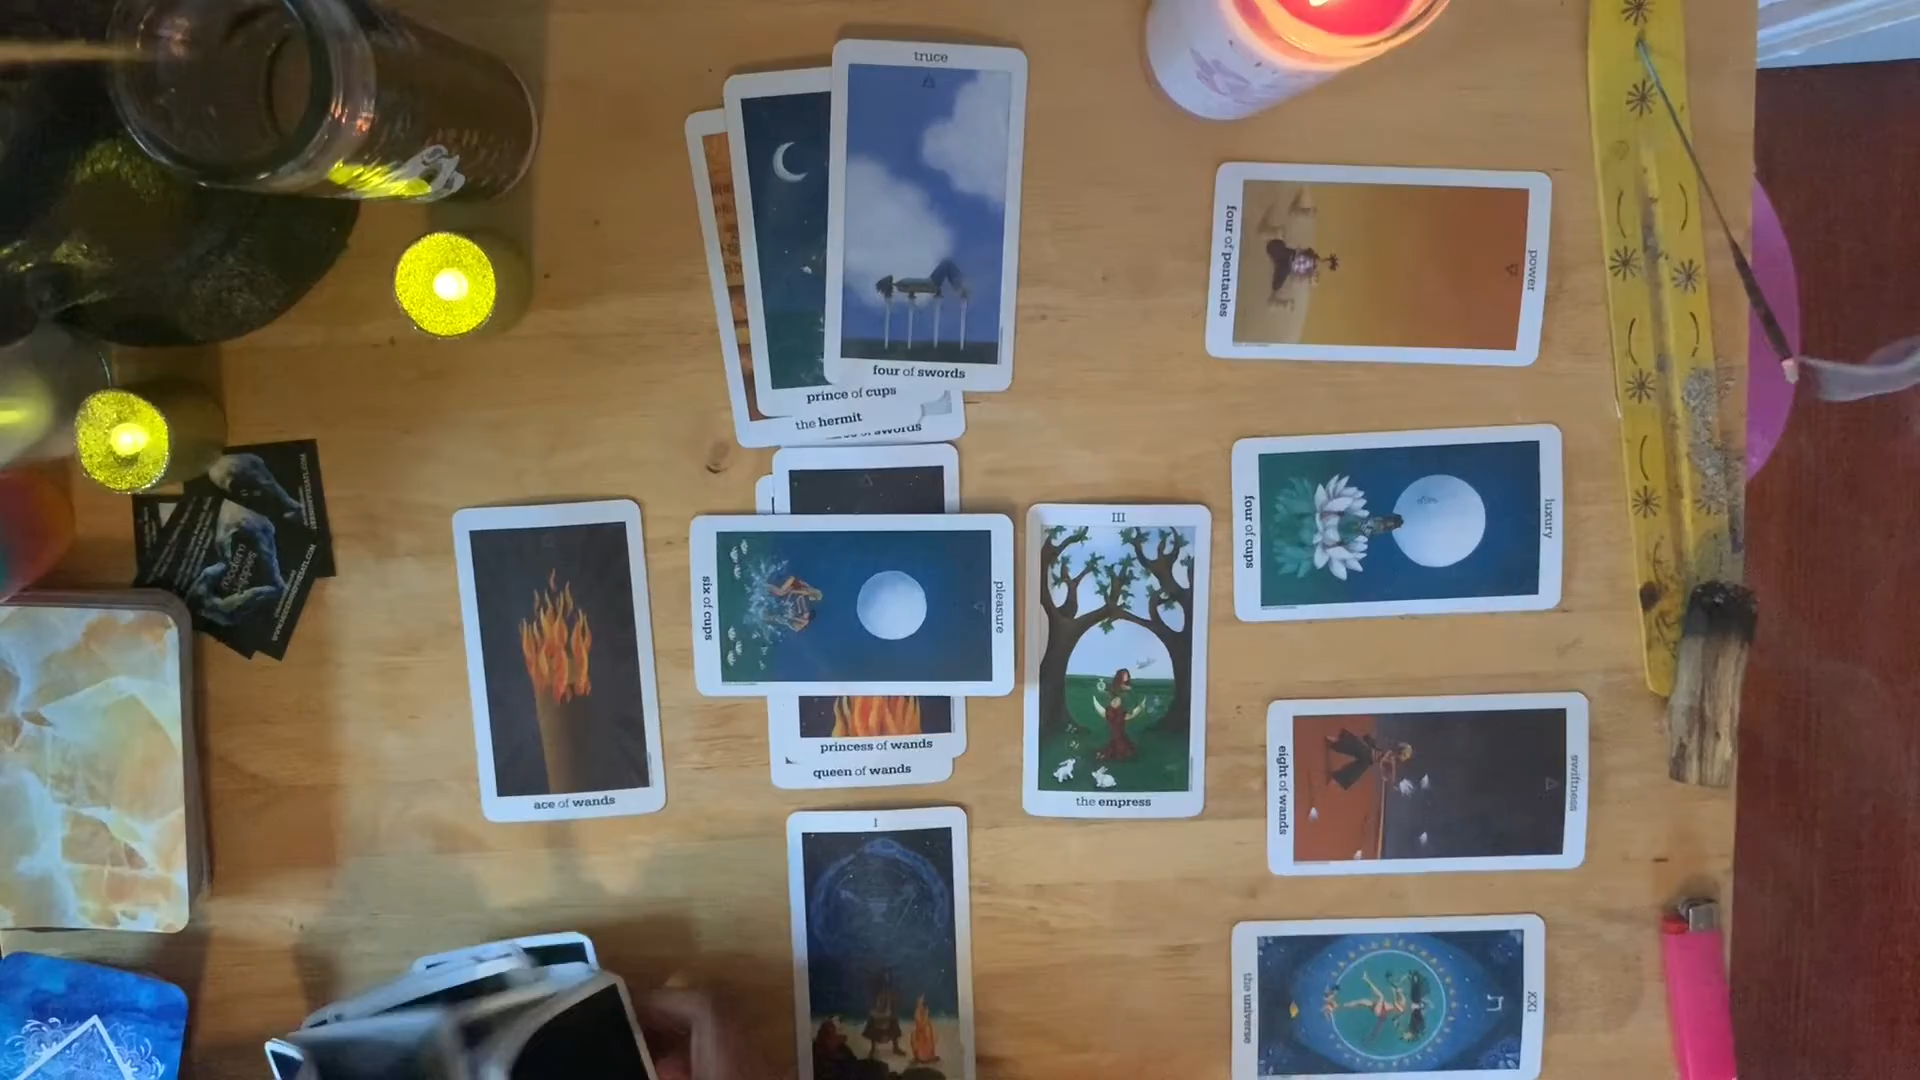 truce
four of swords
prince of cups
the hermit
of swords
power
four of pentacles
luxury
four of cups
pleasure
six of cups
III
the empress
ace of wands
princess of wands
queen of wands
swiftness
eight of wands
I
XXI
the universe